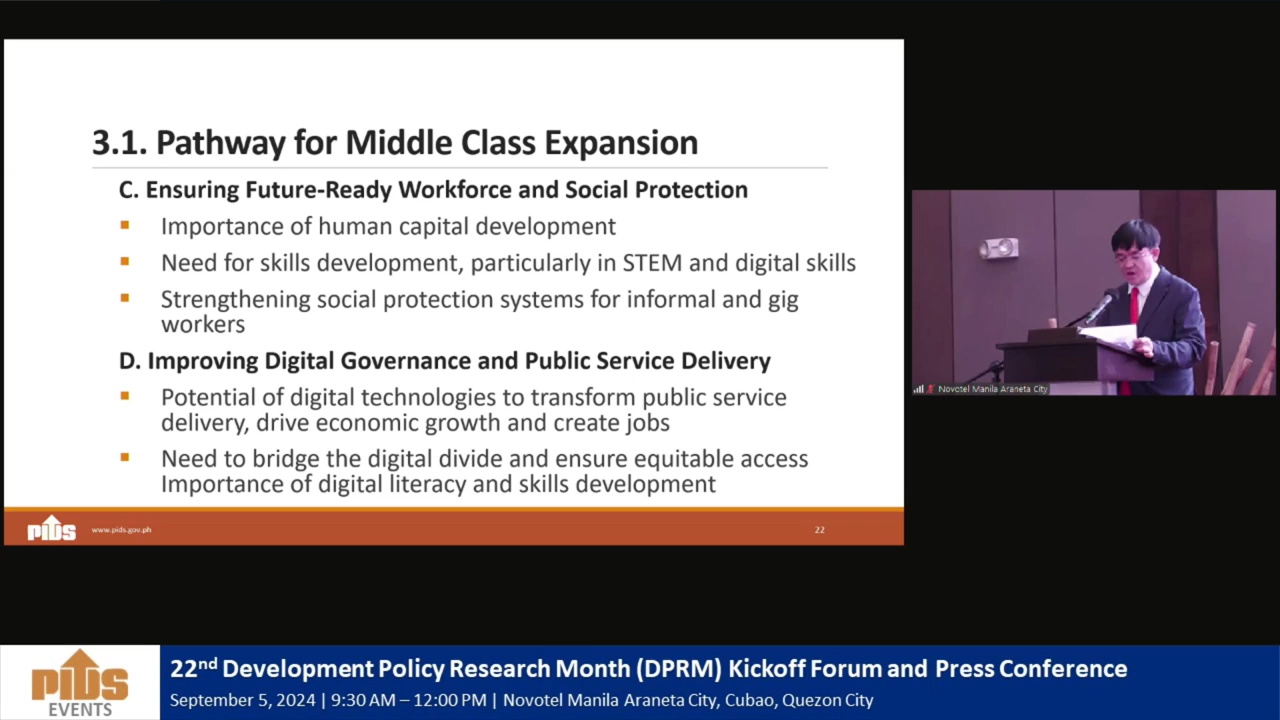 3.1. Pathway for Middle Class Expansion
C. Ensuring Future-Ready Workforce and Social Protection
Importance of human capital development
Need for skills development, particularly in STEM and digital skills
Strengthening social protection systems for informal and gig
workers
D. Improving Digital Governance and Public Service Delivery
Potential of digital technologies to transform public service
delivery, drive economic growth and create jobs
Need to bridge the digital divide and ensure equitable access
Importance of digital literacy and skills development
PIDS
www.pids.gov.ph
22
Novotel Manila Araneta City
PIDS
EVENTS
22nd Development Policy Research Month (DPRM) Kickoff Forum and Press Conference
September 5, 2024 | 9:30 AM – 12:00 PM | Novotel Manila Araneta City, Cubao, Quezon City